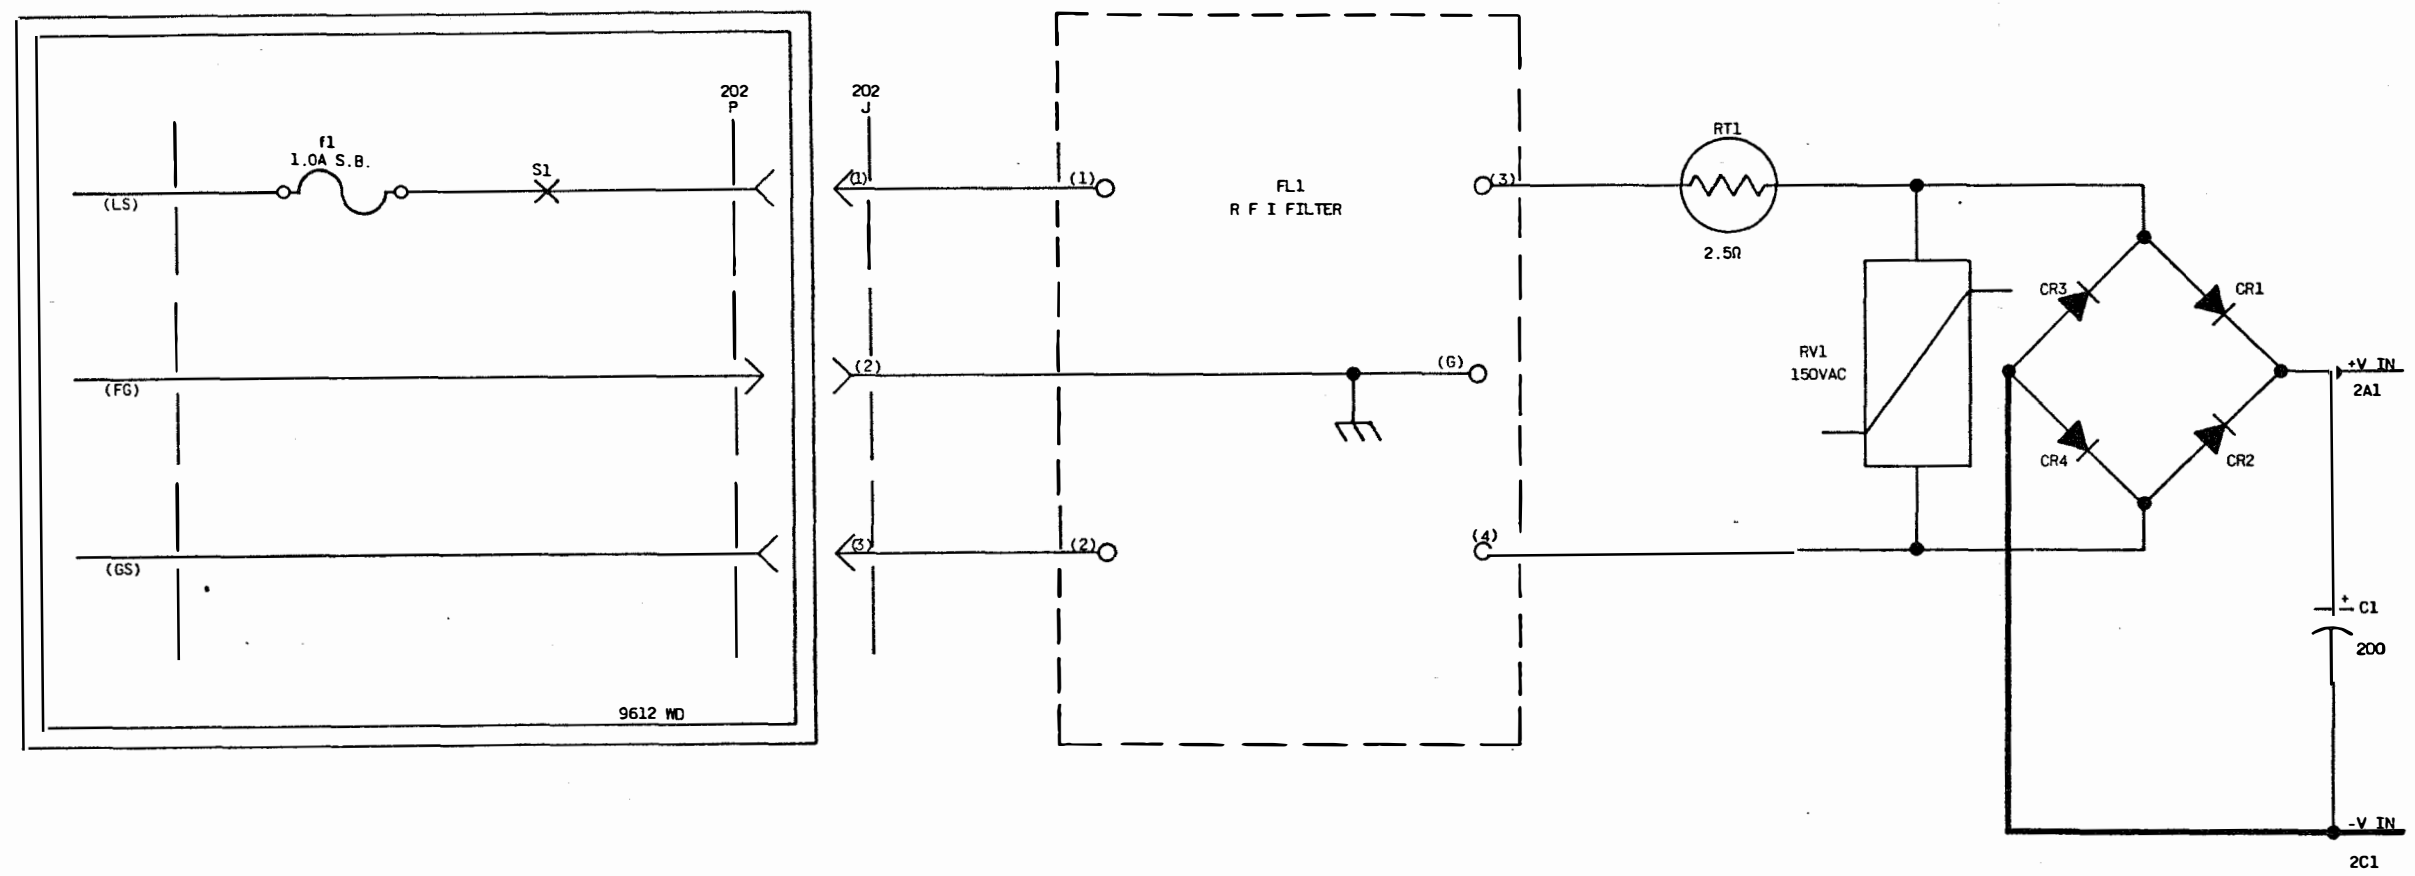 202
P
202
J
f1
1.0A S.B.
S1
(LS)
(1)
(1)
FL1
R F I FILTER
(3)
RT1
2.5Ω
CR3
CR1
(FG)
(2)
(G)
RV1
150VAC
+V IN
2A1
CR4
CR2
(GS)
(3)
(2)
(4)
+
C1
200
9612 WD
-V IN
2C1